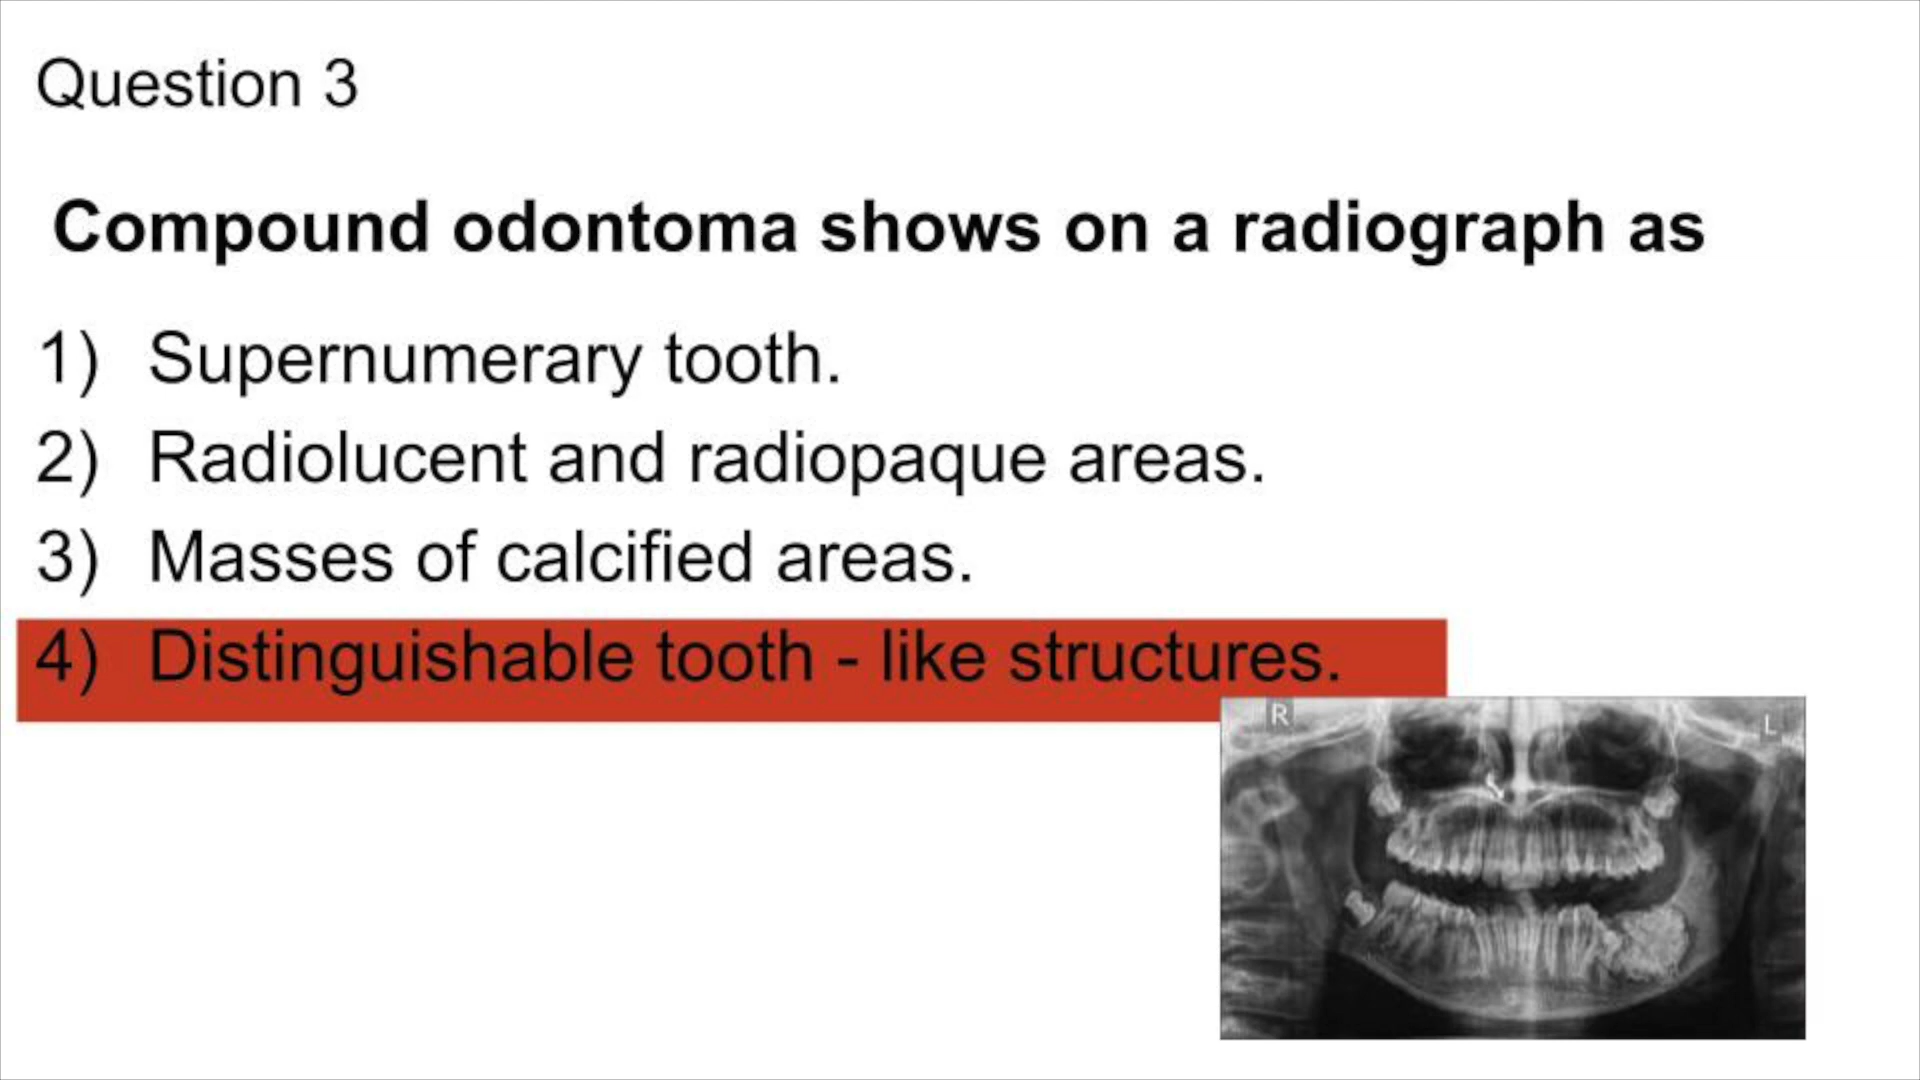 Question 3
Compound odontoma shows on a radiograph as
1) Supernumerary tooth.
2) Radiolucent and radiopaque areas.
3) Masses of calcified areas.
4) Distinguishable tooth - like structures.
R
L